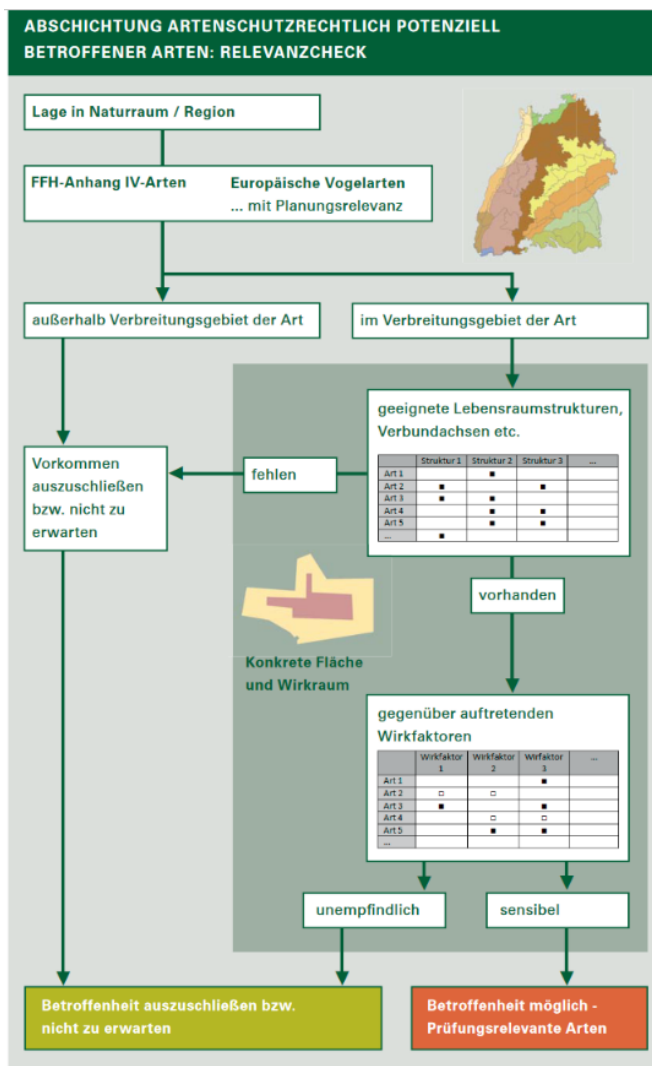 ABSCHICHTUNG ARTENSCHUTZRECHTLICH POTENZIELL
BETROFFENER ARTEN: RELEVANZCHECK
Lage in Naturraum / Region
FFH-Anhang IV-Arten
Europäische Vogelarten
... mit Planungsrelevanz
außerhalb Verbreitungsgebiet der Art
im Verbreitungsgebiet der Art
geeignete Lebensraumstrukturen,
Verbundachsen etc.
Struktur 1 Struktur 2 Struktur 3 ...
Art 1 ■
Art 2 ■ ■
Art 3 ■ ■
Art 4 ■ ■
Art 5 ■ ■
... ■
fehlen
Vorkommen
auszuschließen
bzw. nicht zu
erwarten
vorhanden
Konkrete Fläche
und Wirkraum
gegenüber auftretenden
Wirkfaktoren
Wirkfaktor Wirkfaktor Wirfaktor ...
1 2 3
Art 1 ■
Art 2 □ □
Art 3 ■ ■
Art 4 □ □
Art 5 ■ ■
...
unempfindlich
sensibel
Betroffenheit auszuschließen bzw.
nicht zu erwarten
Betroffenheit möglich -
Prüfungsrelevante Arten